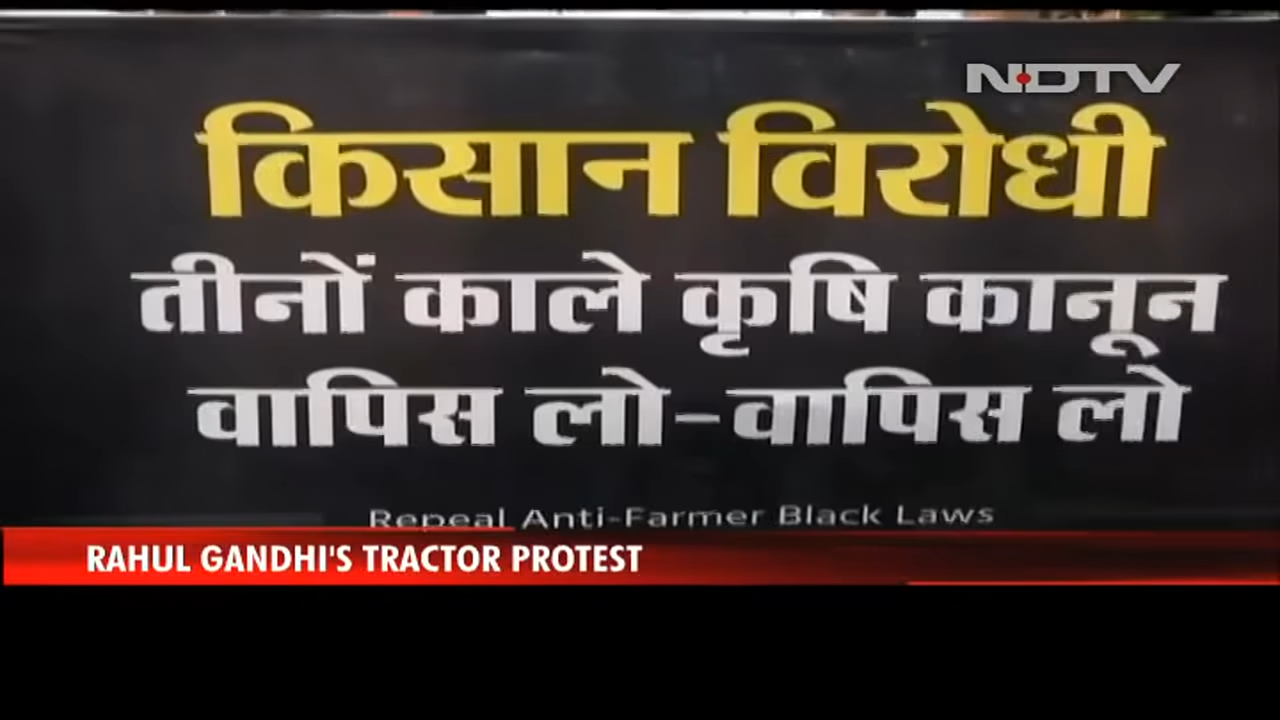 NDTV
किसान विरोधी
तीनों काले कृषि कानून
वापिस लो-वापिस लो
Repeal Anti-Farmer Black Laws
RAHUL GANDHI'S TRACTOR PROTEST